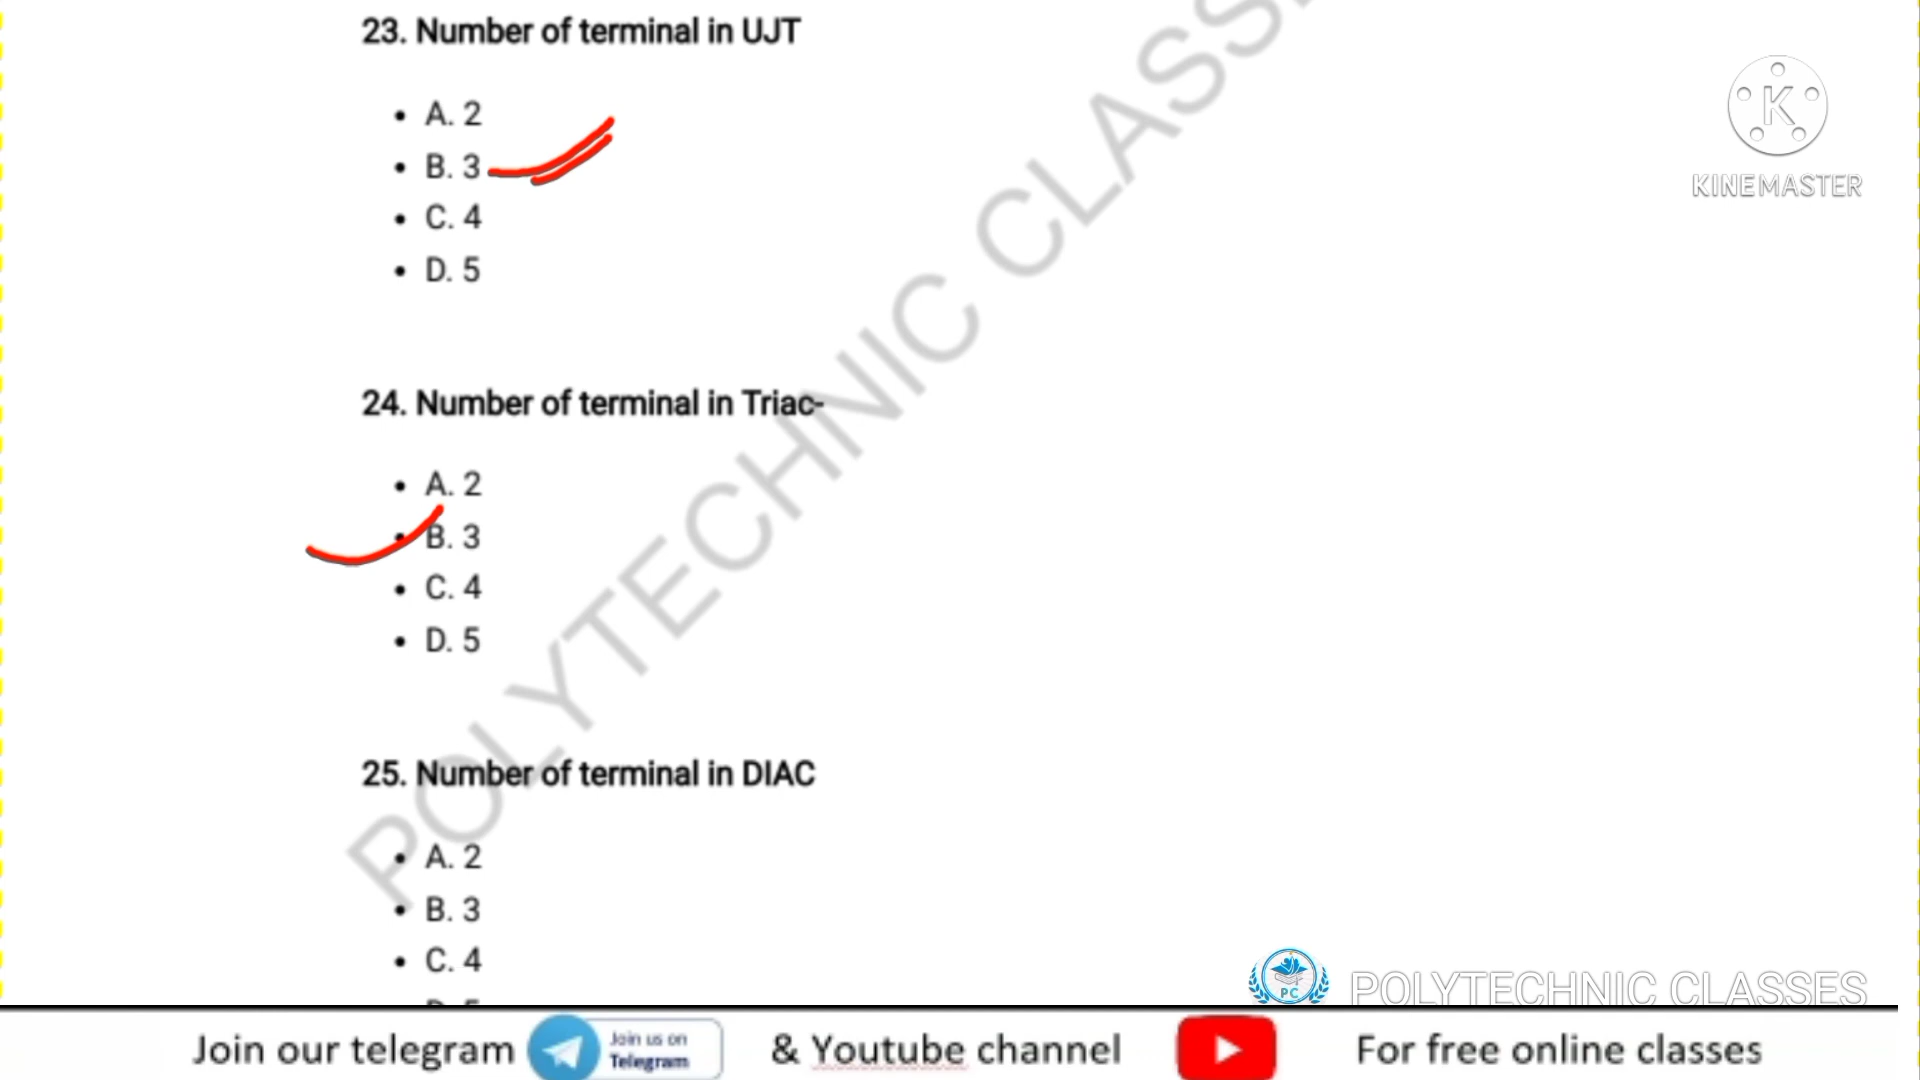 23. Number of terminal in UJT
A. 2
B. 3
C. 4
D. 5
24. Number of terminal in Triac-
A. 2
B. 3
C. 4
D. 5
25. Number of terminal in DIAC
A. 2
B. 3
C. 4
POLYTECHNIC CLASS
K
KINEMASTER
PC
POLYTECHNIC CLASSES
Join our telegram
Join us on
Telegram
& Youtube channel
For free online classes